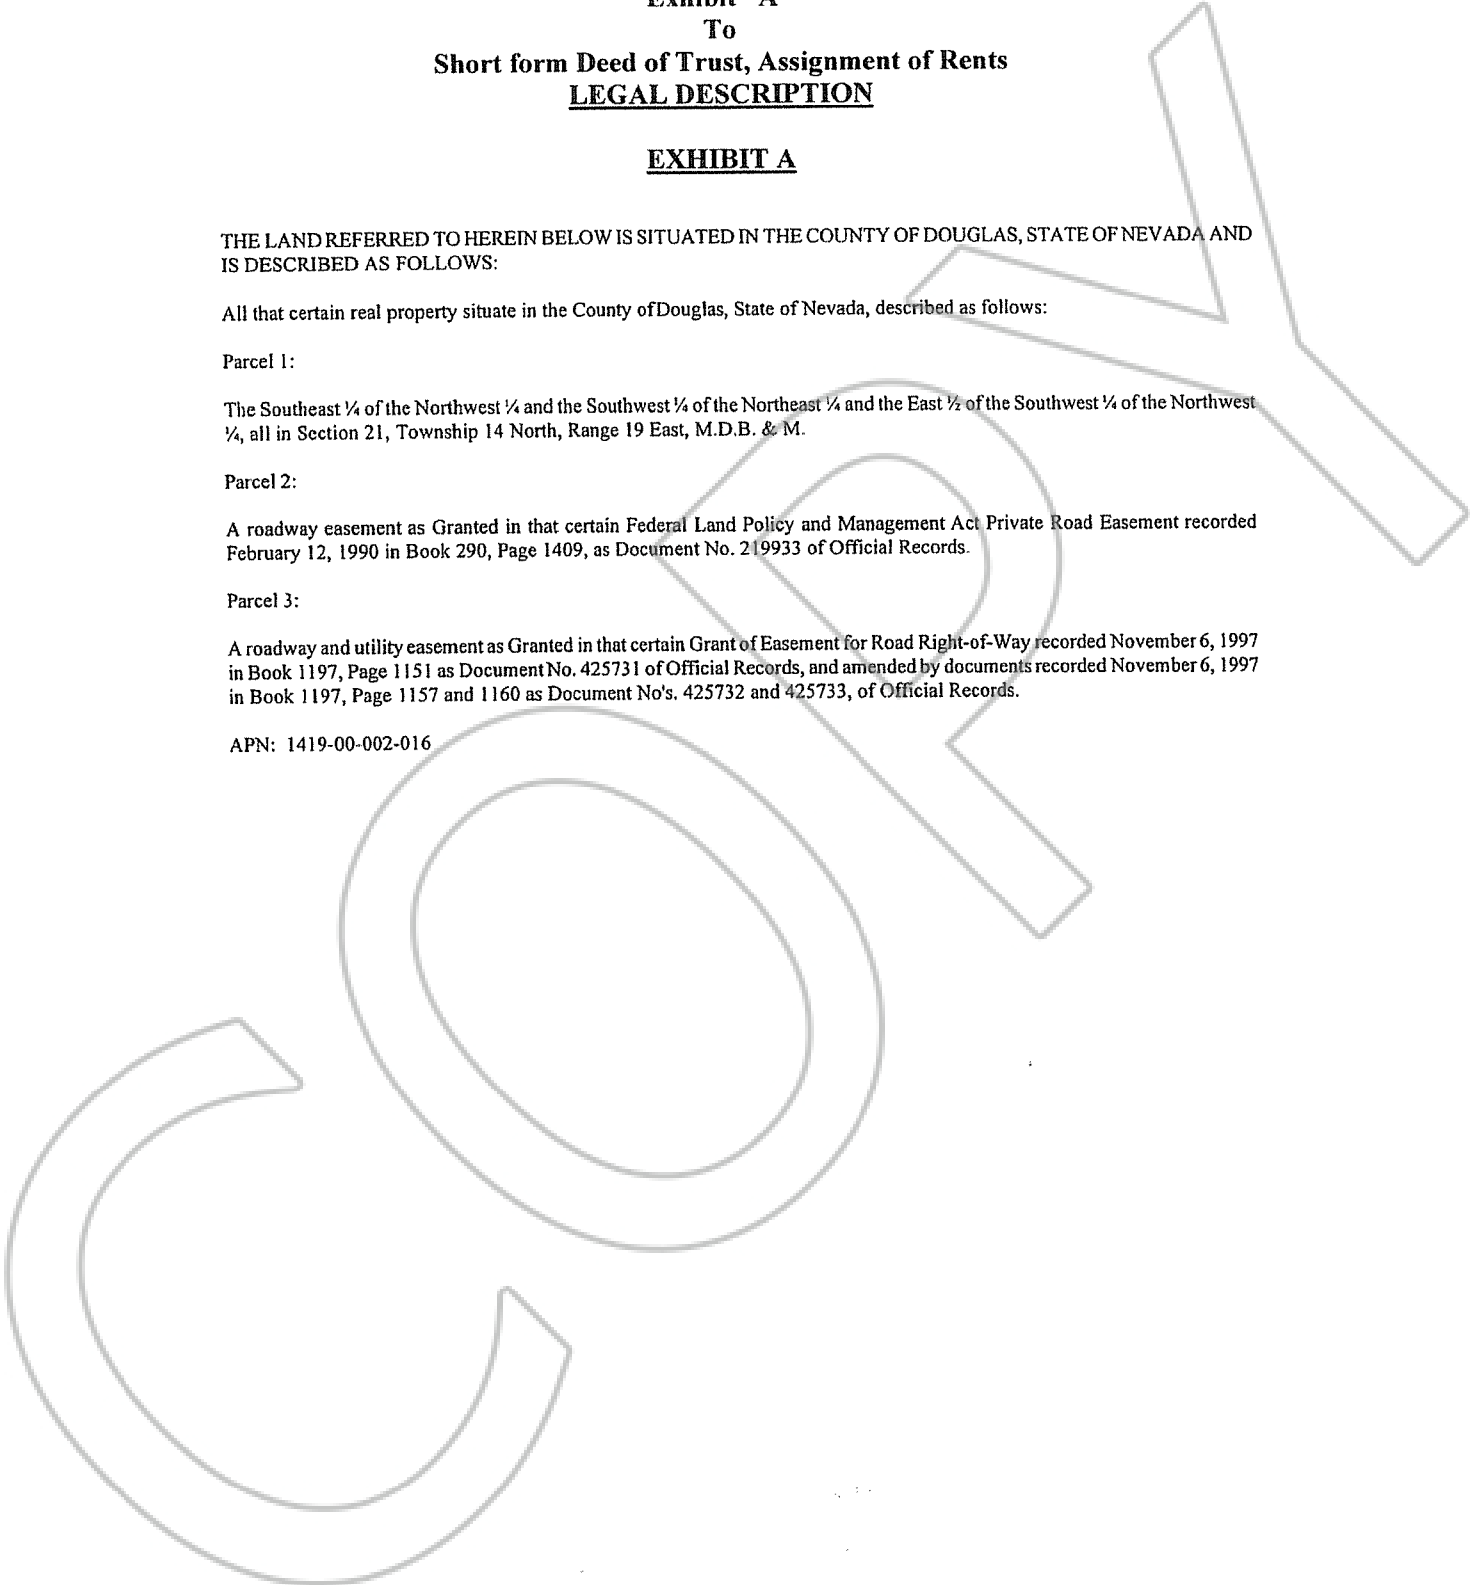 Exhibit "A"
To
Short form Deed of Trust, Assignment of Rents
LEGAL DESCRIPTION
EXHIBIT A
THE LAND REFERRED TO HEREIN BELOW IS SITUATED IN THE COUNTY OF DOUGLAS, STATE OF NEVADA AND
IS DESCRIBED AS FOLLOWS:
All that certain real property situate in the County of Douglas, State of Nevada, described as follows:
Parcel 1:
The Southeast ¼ of the Northwest ¼ and the Southwest ¼ of the Northeast ¼ and the East ½ of the Southwest ¼ of the Northwest
¼, all in Section 21, Township 14 North, Range 19 East, M.D.B. & M.
Parcel 2:
A roadway easement as Granted in that certain Federal Land Policy and Management Act Private Road Easement recorded
February 12, 1990 in Book 290, Page 1409, as Document No. 219933 of Official Records.
Parcel 3:
A roadway and utility easement as Granted in that certain Grant of Easement for Road Right-of-Way recorded November 6, 1997
in Book 1197, Page 1151 as Document No. 425731 of Official Records, and amended by documents recorded November 6, 1997
in Book 1197, Page 1157 and 1160 as Document No's. 425732 and 425733, of Official Records.
APN: 1419-00-002-016
COPY